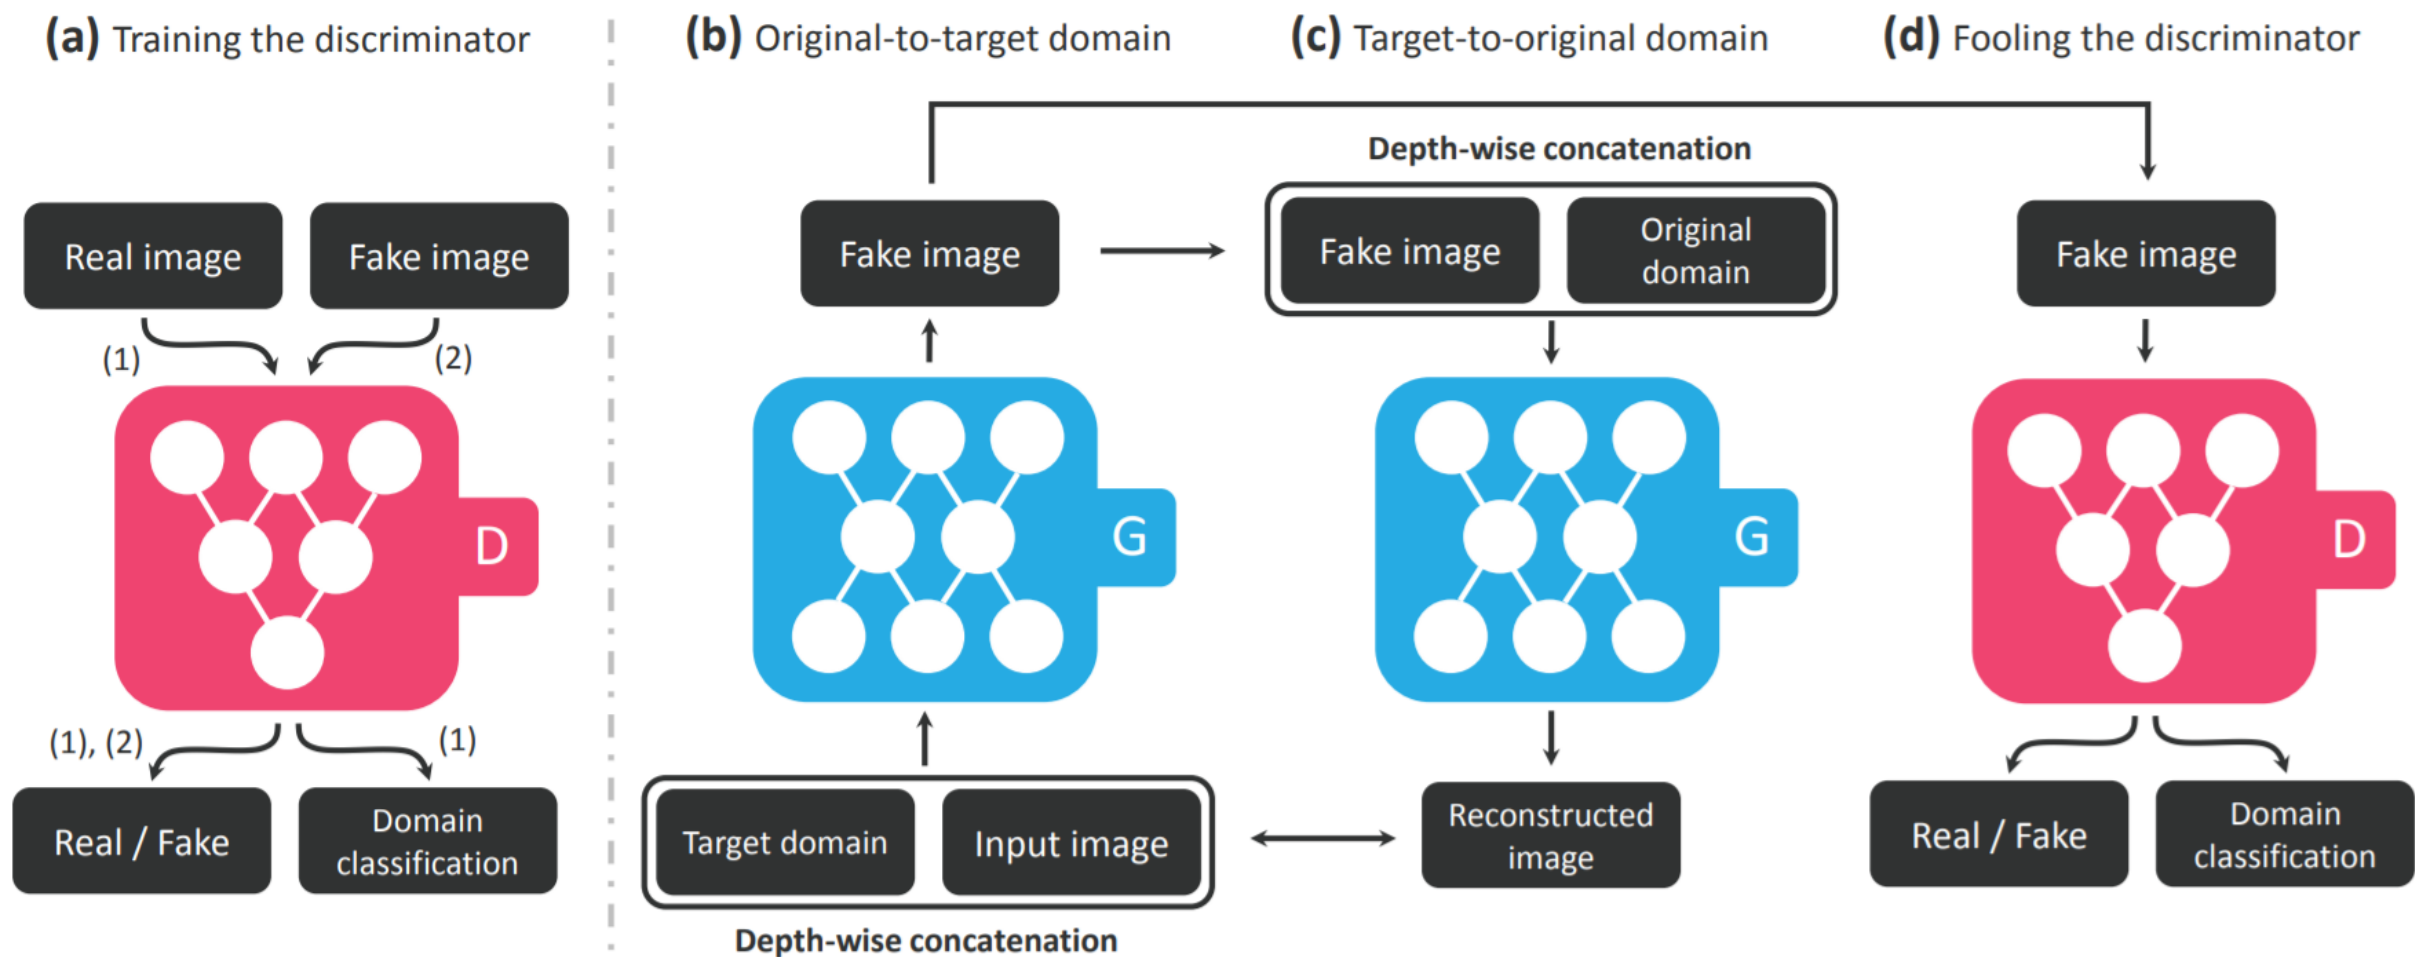 (a) Training the discriminator
Real image
Fake image
(1)
(2)
D
(1), (2)
(1)
Real / Fake
Domain
classification
(b) Original-to-target domain
Fake image
G
Target domain
Input image
Depth-wise concatenation
(c) Target-to-original domain
Depth-wise concatenation
Fake image
Original
domain
G
Reconstructed
image
(d) Fooling the discriminator
Fake image
D
Real / Fake
Domain
classification